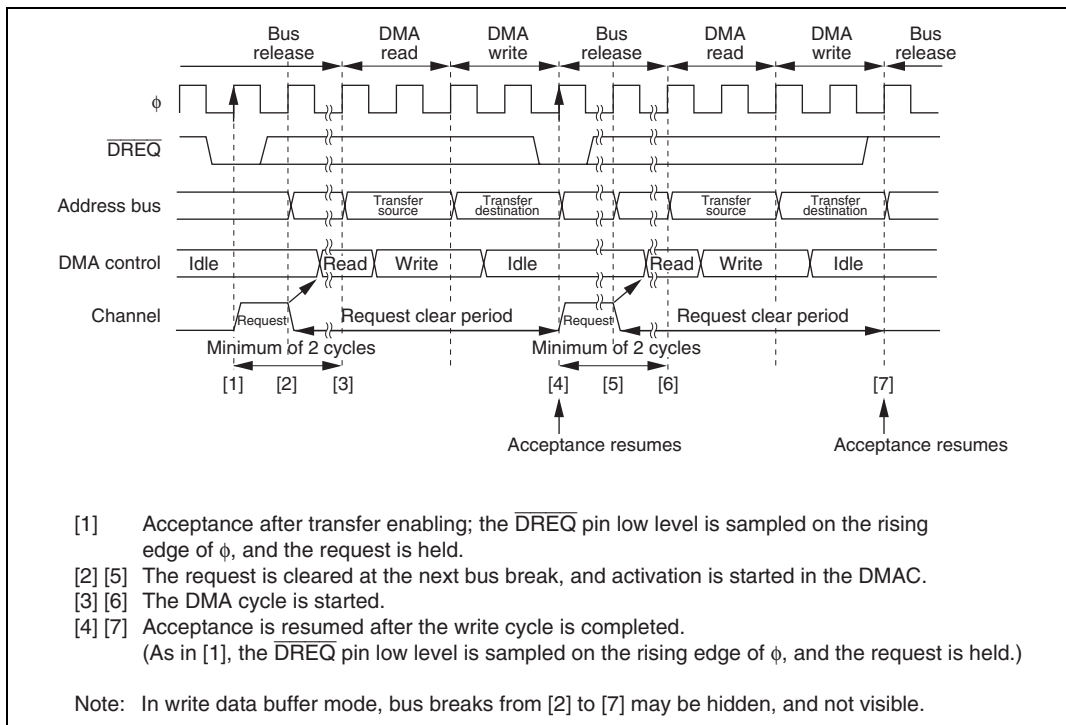 Bus release DMA read DMA write Bus release DMA read DMA write Bus release
φ
DREQ
Address bus Transfer source Transfer destination Transfer source Transfer destination
DMA control Idle Read Write Idle Read Write Idle
Channel Request Request clear period Request Request clear period
Minimum of 2 cycles Minimum of 2 cycles
[1] [2] [3] [4] [5] [6] [7]
Acceptance resumes Acceptance resumes
[1] Acceptance after transfer enabling; the DREQ pin low level is sampled on the rising
edge of φ, and the request is held.
[2] [5] The request is cleared at the next bus break, and activation is started in the DMAC.
[3] [6] The DMA cycle is started.
[4] [7] Acceptance is resumed after the write cycle is completed.
(As in [1], the DREQ pin low level is sampled on the rising edge of φ, and the request is held.)
Note: In write data buffer mode, bus breaks from [2] to [7] may be hidden, and not visible.